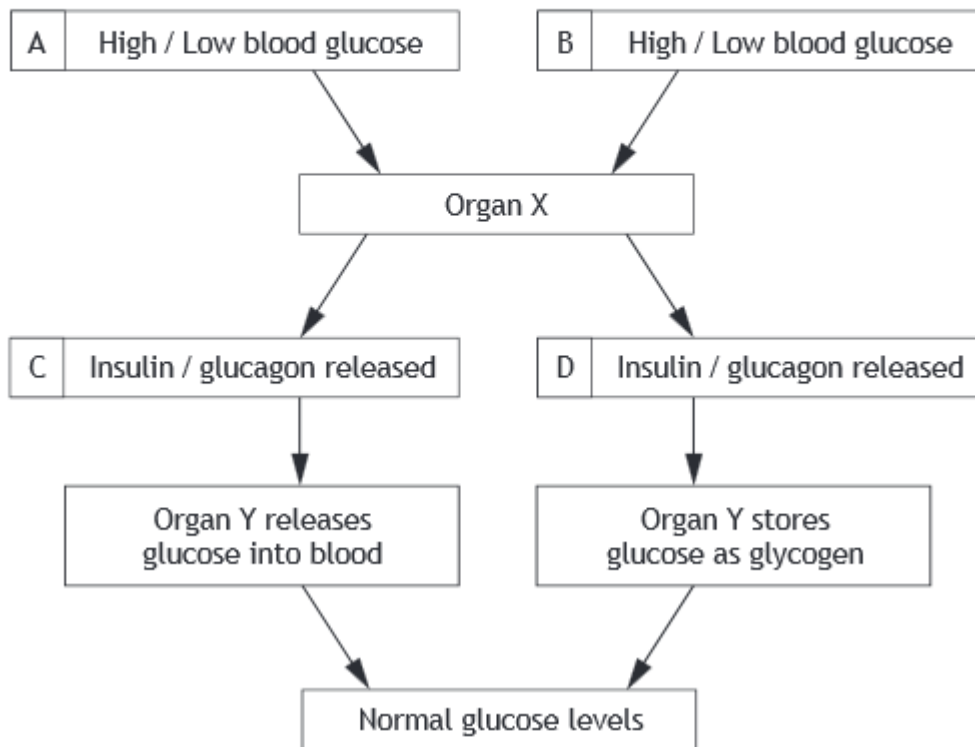 A High / Low blood glucose
B High / Low blood glucose
Organ X
C Insulin / glucagon released
D Insulin / glucagon released
Organ Y releases
glucose into blood
Organ Y stores
glucose as glycogen
Normal glucose levels